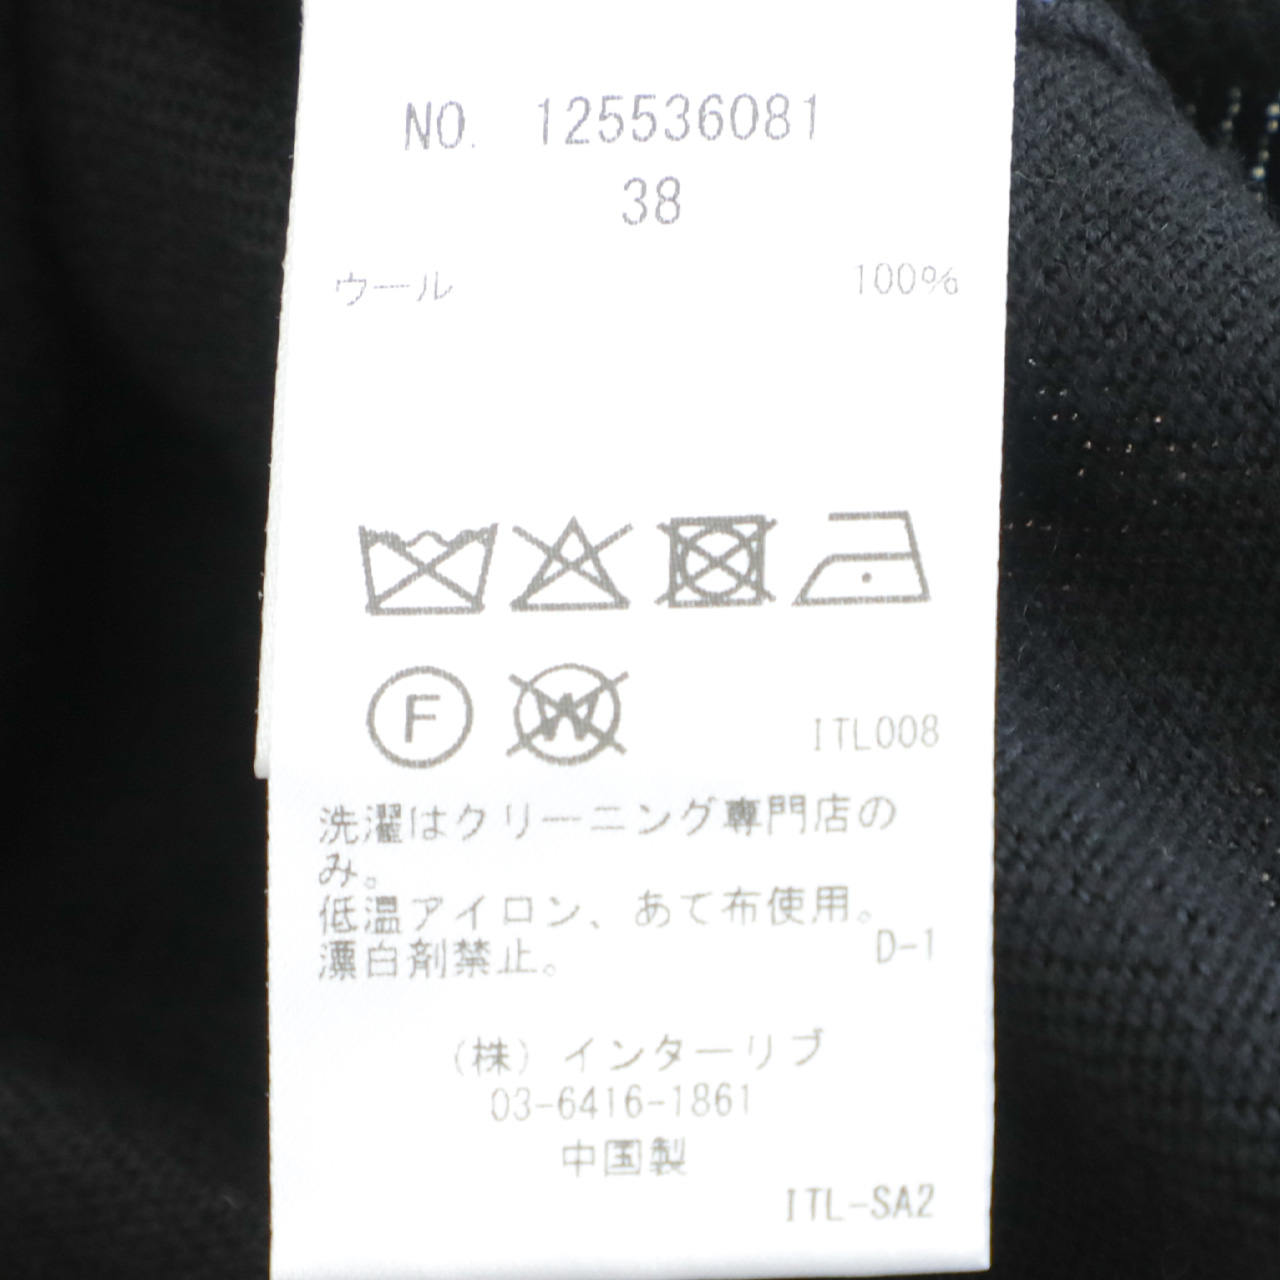 NO. 125536081
38
ウール 100%
F W ITL008
洗濯はクリーニング専門店の
み。
低温アイロン、あて布使用。
漂白剤禁止。 D-1
(株)インターリブ
03-6416-1861
中国製
ITL-SA2